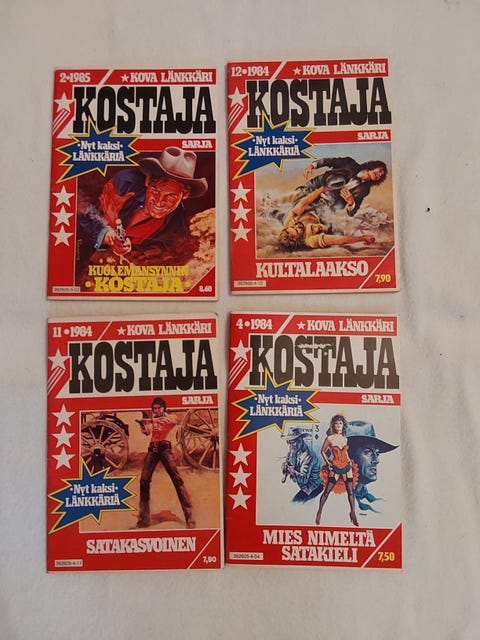 2•1985
KOVA LÄNKKÄRI
KOSTAJA
•Nyt kaksi•
LÄNKKÄRIÄ
SARJA
KUOLEMANSYNNIN
•KOSTAJA•
8,60
12•1984
KOVA LÄNKKÄRI
KOSTAJA
•Nyt kaksi•
LÄNKKÄRIÄ
SARJA
KULTALAAKSO
7,90
11•1984
KOVA LÄNKKÄRI
KOSTAJA
SARJA
•Nyt kaksi•
LÄNKKÄRIÄ
SATAKASVOINEN
7,90
4•1984
KOVA LÄNKKÄRI
KOSTAJA
•Nyt kaksi•
LÄNKKÄRIÄ
SARJA
3
MIES NIMELTÄ
SATAKIELI
7,50